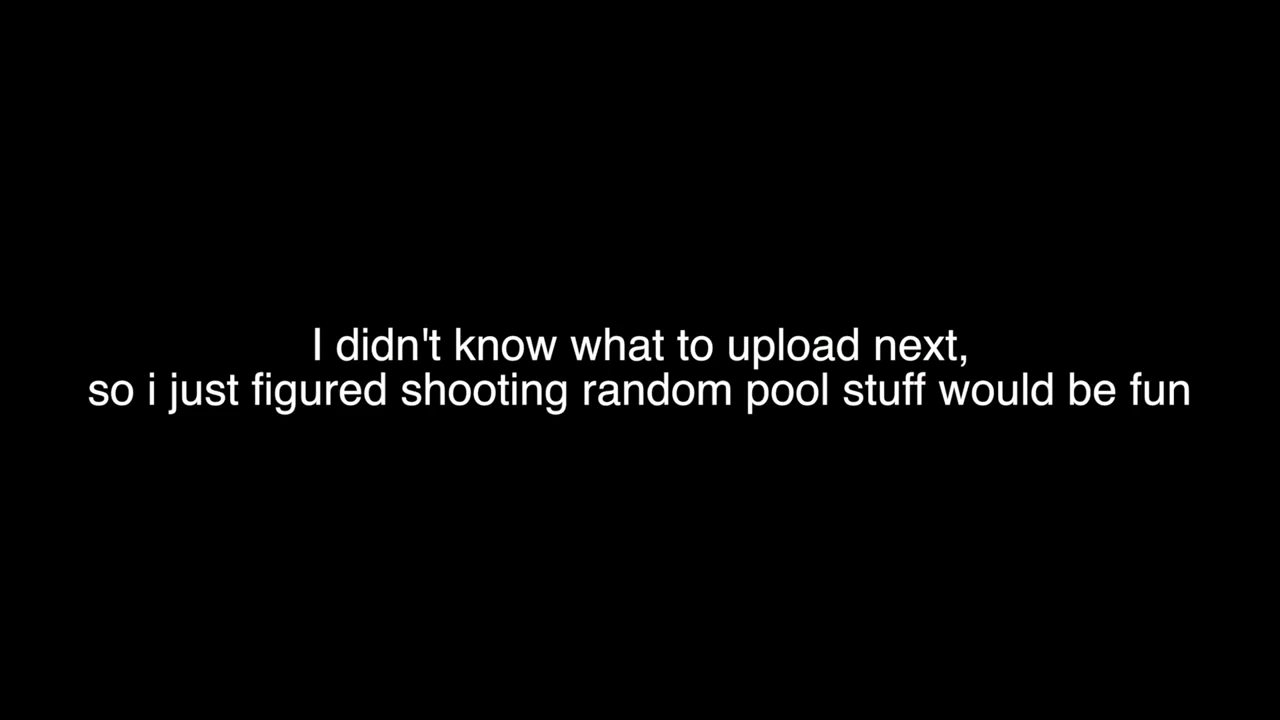 I didn't know what to upload next,
so i just figured shooting random pool stuff would be fun